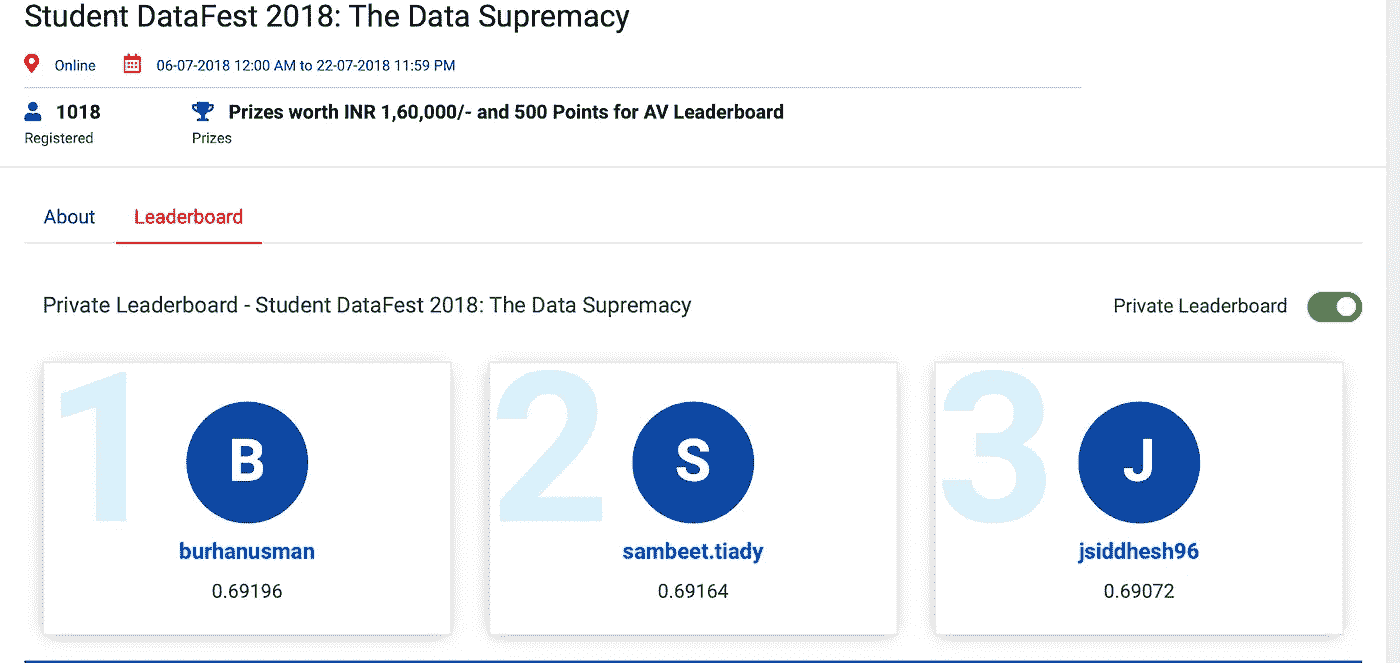 Student DataFest 2018: The Data Supremacy
Online 06-07-2018 12:00 AM to 22-07-2018 11:59 PM
1018 Prizes worth INR 1,60,000/- and 500 Points for AV Leaderboard
Registered Prizes
About Leaderboard
Private Leaderboard - Student DataFest 2018: The Data Supremacy Private Leaderboard
1 B 2 S 3 J
burhanusman sambeet.tiady jsiddhesh96
0.69196 0.69164 0.69072